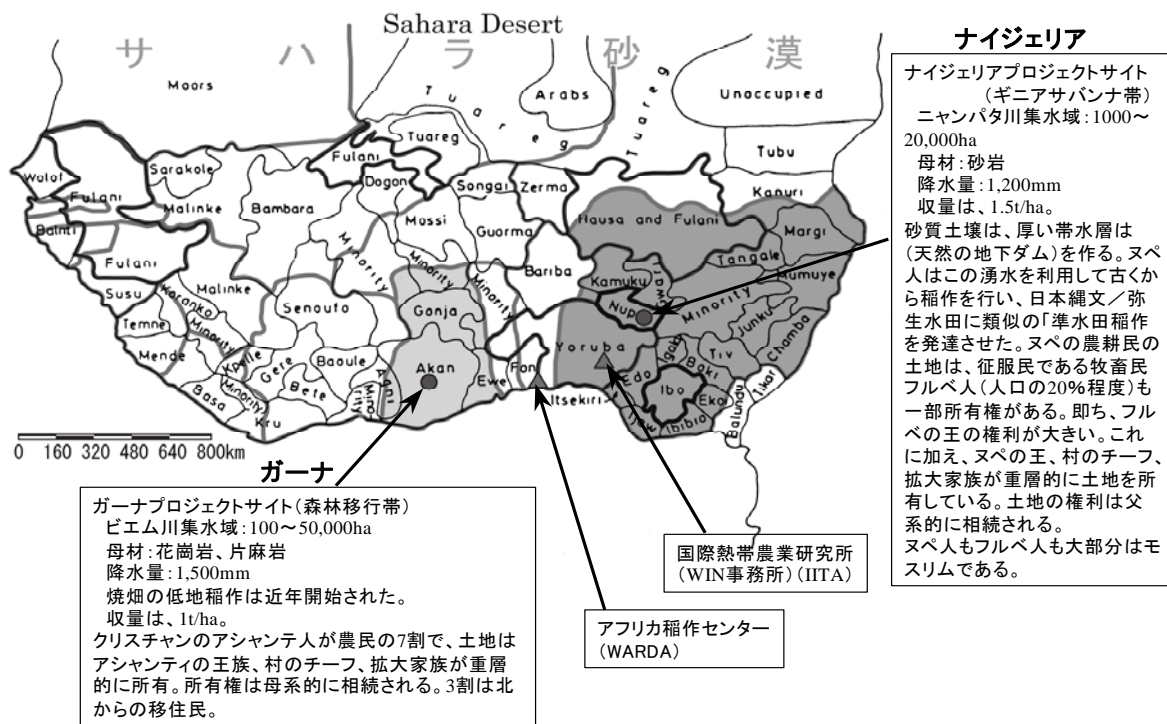 Sahara Desert
サハラ砂漠
Moors
Tuareg
Arabs
Tuareg
Unoccupied
Tuareg
Tubu
Fulani
Wolof
Sarakole
Dogon
Songai
Zerma
Kanuri
Fulani
Malinke
Bambara
Mossi
Hausa and Fulani
Margi
Balnti
Guorma
Fulani
Minority
Minority
Bariba
Tangale
Mumuye
Kamuku
Gwari
Minority
Susu
Koranko
Malinke
Senouto
Gonja
Minority
Nupe
Junku
Chamba
Temne
Minority
Yoruba
Igab
Tiv
Mende
Kpelle
Gere
Baoule
Akan
Fon
Edo
Boki
Minority
Bete
Agni
Ewe
Ibo
Ekoi
Tikar
Basa
Kru
Minority
Itsekiri
Ijaw
Ibibio
Balundu
0 160 320 480 640 800km
ナイジェリア
ナイジェリアプロジェクトサイト
(ギニアサバンナ帯)
ニャンパタ川集水域:1000~
20,000ha
母材:砂岩
降水量:1,200mm
収量は、1.5t/ha。
砂質土壌は、厚い帯水層は
(天然の地下ダム)を作る。ヌペ
人はこの湧水を利用して古くか
ら稲作を行い、日本縄文/弥
生水田に類似の「準水田稲作
を発達させた。ヌペの農耕民の
土地は、征服民である牧畜民
フルベ人(人口の20%程度)も
一部所有権がある。即ち、フル
ベの王の権利が大きい。これ
に加え、ヌペの王、村のチーフ、
拡大家族が重層的に土地を所
有している。土地の権利は父
系的に相続される。
ヌペ人もフルベ人も大部分はモ
スリムである。
ガーナ
ガーナプロジェクトサイト(森林移行帯)
ビエム川集水域:100~50,000ha
母材:花崗岩、片麻岩
降水量:1,500mm
焼畑の低地稲作は近年開始された。
収量は、1t/ha。
クリスチャンのアシャンテ人が農民の7割で、土地は
アシャンティの王族、村のチーフ、拡大家族が重層
的に所有。所有権は母系的に相続される。3割は北
からの移住民。
国際熱帯農業研究所
(WIN事務所)(IITA)
アフリカ稲作センター
(WARDA)